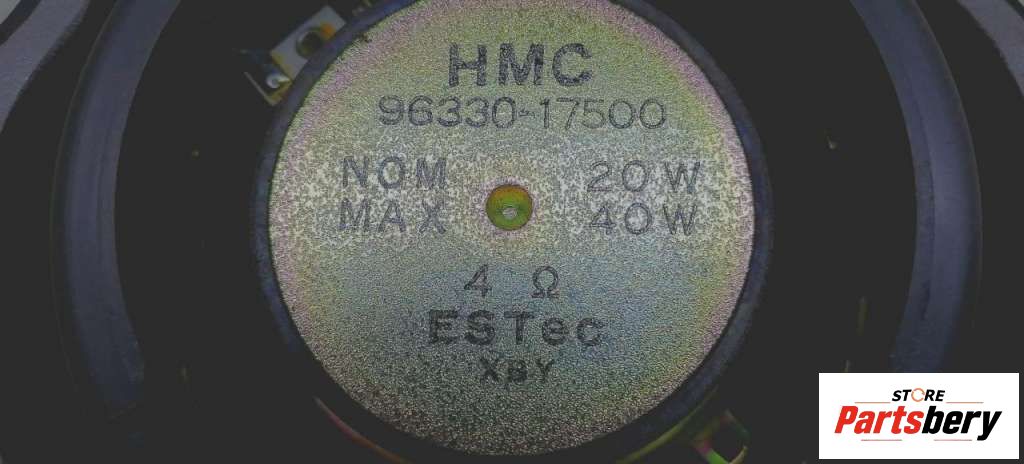 HMC
96330-17500
NOM 20W
MAX 40W
4 Ω
ESTec
XBY
STORE
Partsbery